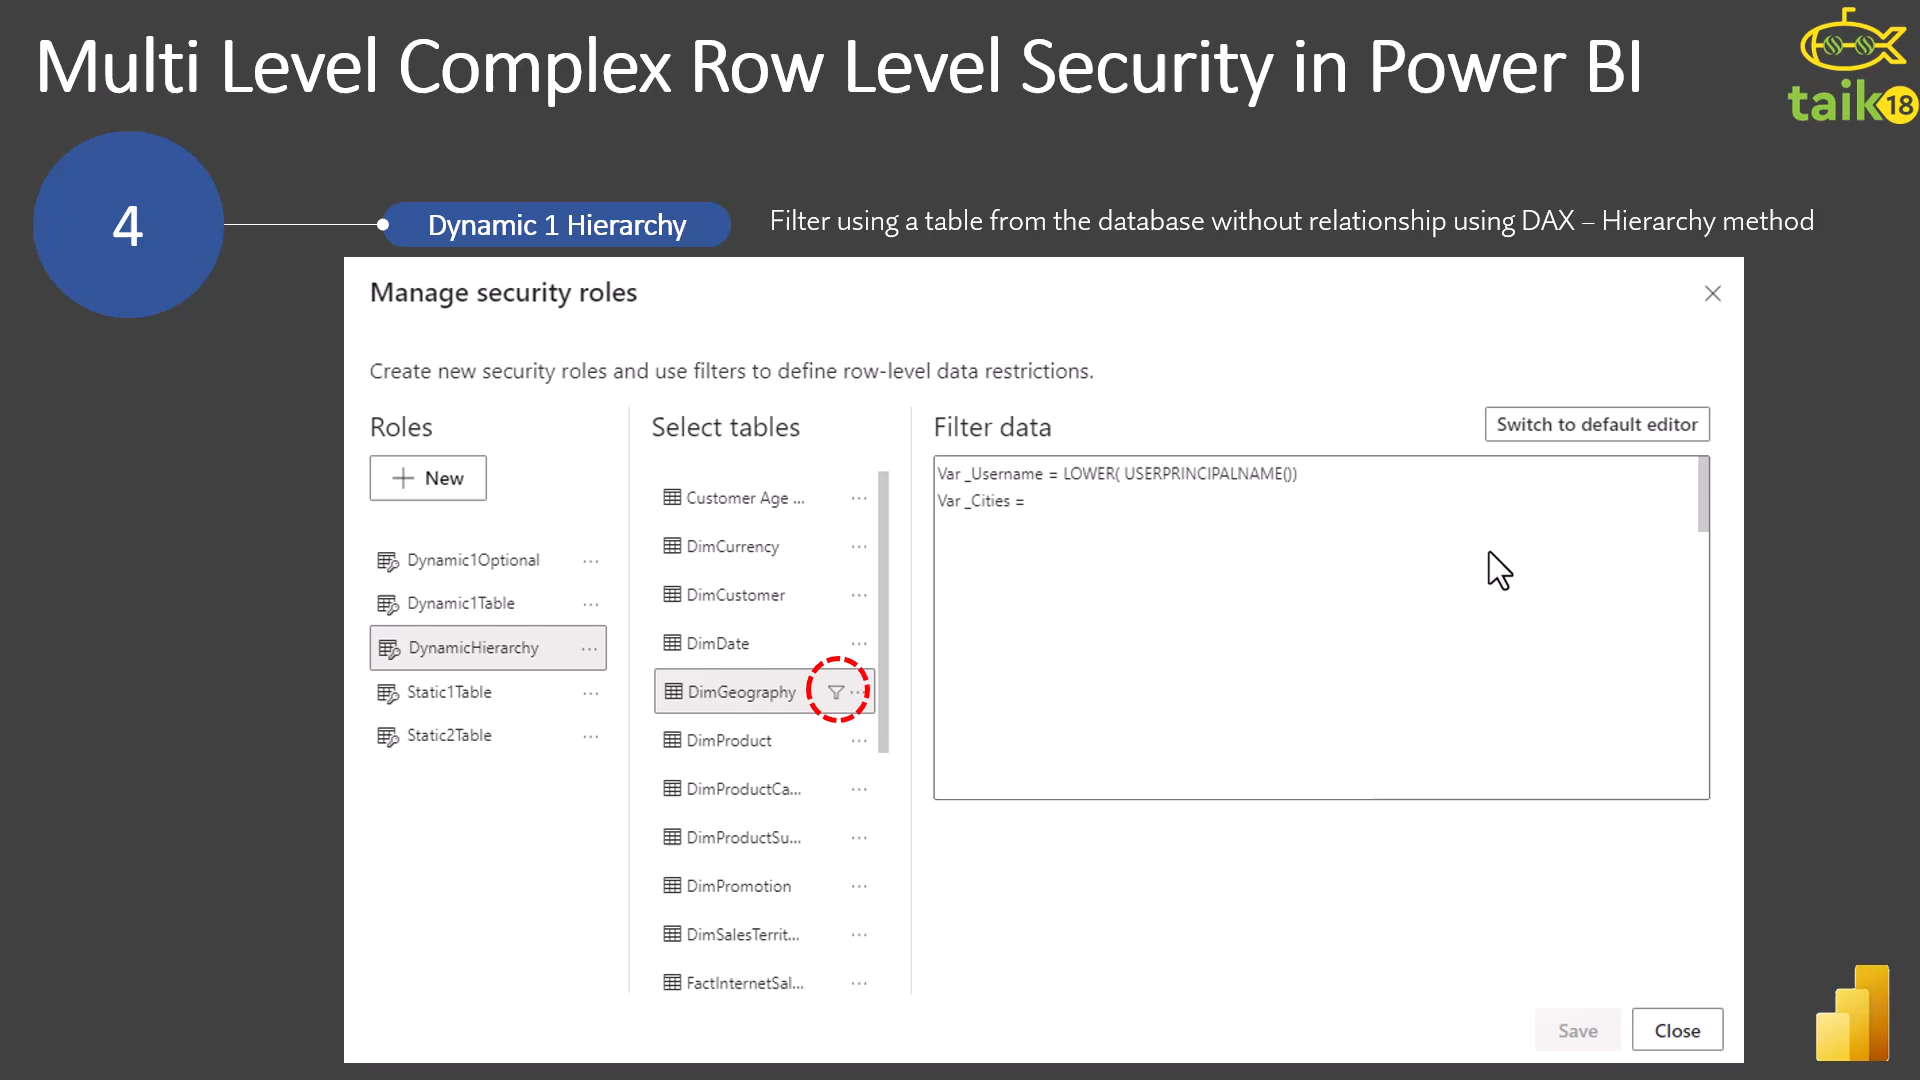 Multi Level Complex Row Level Security in Power BI
taik18
4
Dynamic 1 Hierarchy
Filter using a table from the database without relationship using DAX – Hierarchy method
Manage security roles
Create new security roles and use filters to define row-level data restrictions.
Roles
New
Dynamic1Optional
Dynamic1Table
DynamicHierarchy
Static1Table
Static2Table
Select tables
Customer Age ...
DimCurrency
DimCustomer
DimDate
DimGeography
DimProduct
DimProductCa...
DimProductSu...
DimPromotion
DimSalesTerrit...
FactInternetSal...
Filter data
Switch to default editor
Var _Username = LOWER( USERPRINCIPALNAME())
Var _Cities =
Save
Close